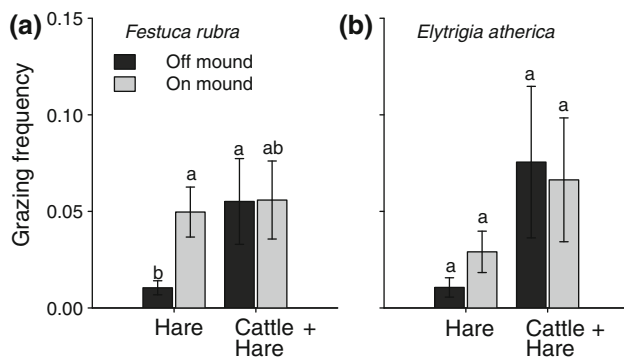 (a) Festuca rubra
(b) Elytrigia atherica
Off mound
On mound
Grazing frequency
0.15
0.10
0.05
0.00
b
a
a
ab
a
a
a
a
Hare
Cattle +
Hare
Hare
Cattle +
Hare